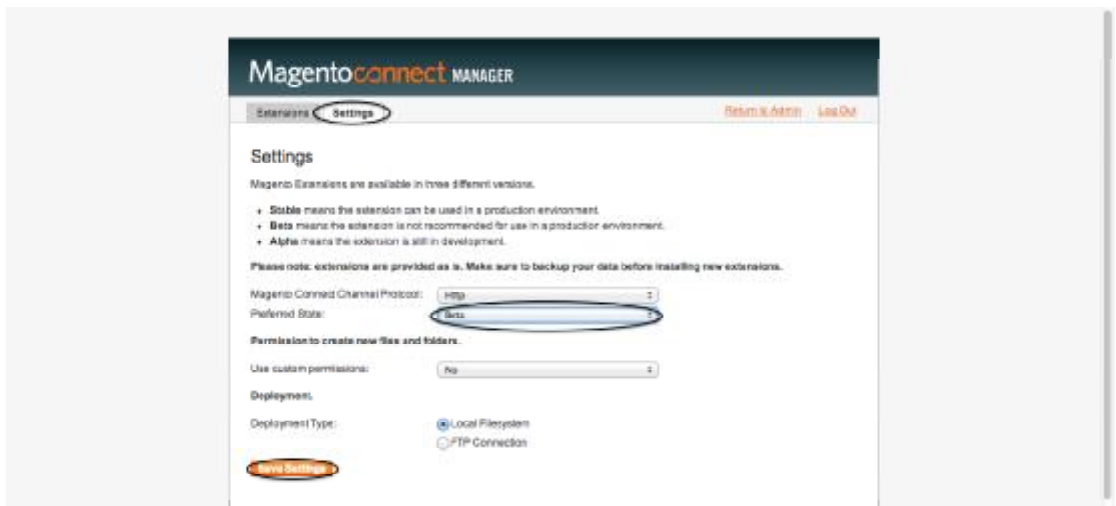 Magentoconnect MANAGER
Extensions Settings Return to Admin Log Out
Settings
Magento Extensions are available in three different versions.
• Stable means the extension can be used in a production environment.
• Beta means the extension is not recommended for use in a production environment.
• Alpha means the extension is still in development.
Please note: extensions are provided as is. Make sure to backup your data before installing new extensions.
Magento Connect Channel Protocol: Http
Preferred State: Beta
Permission to create new files and folders.
Use custom permissions: No
Deployment.
Deployment Type: Local Filesystem
FTP Connection
Save Settings